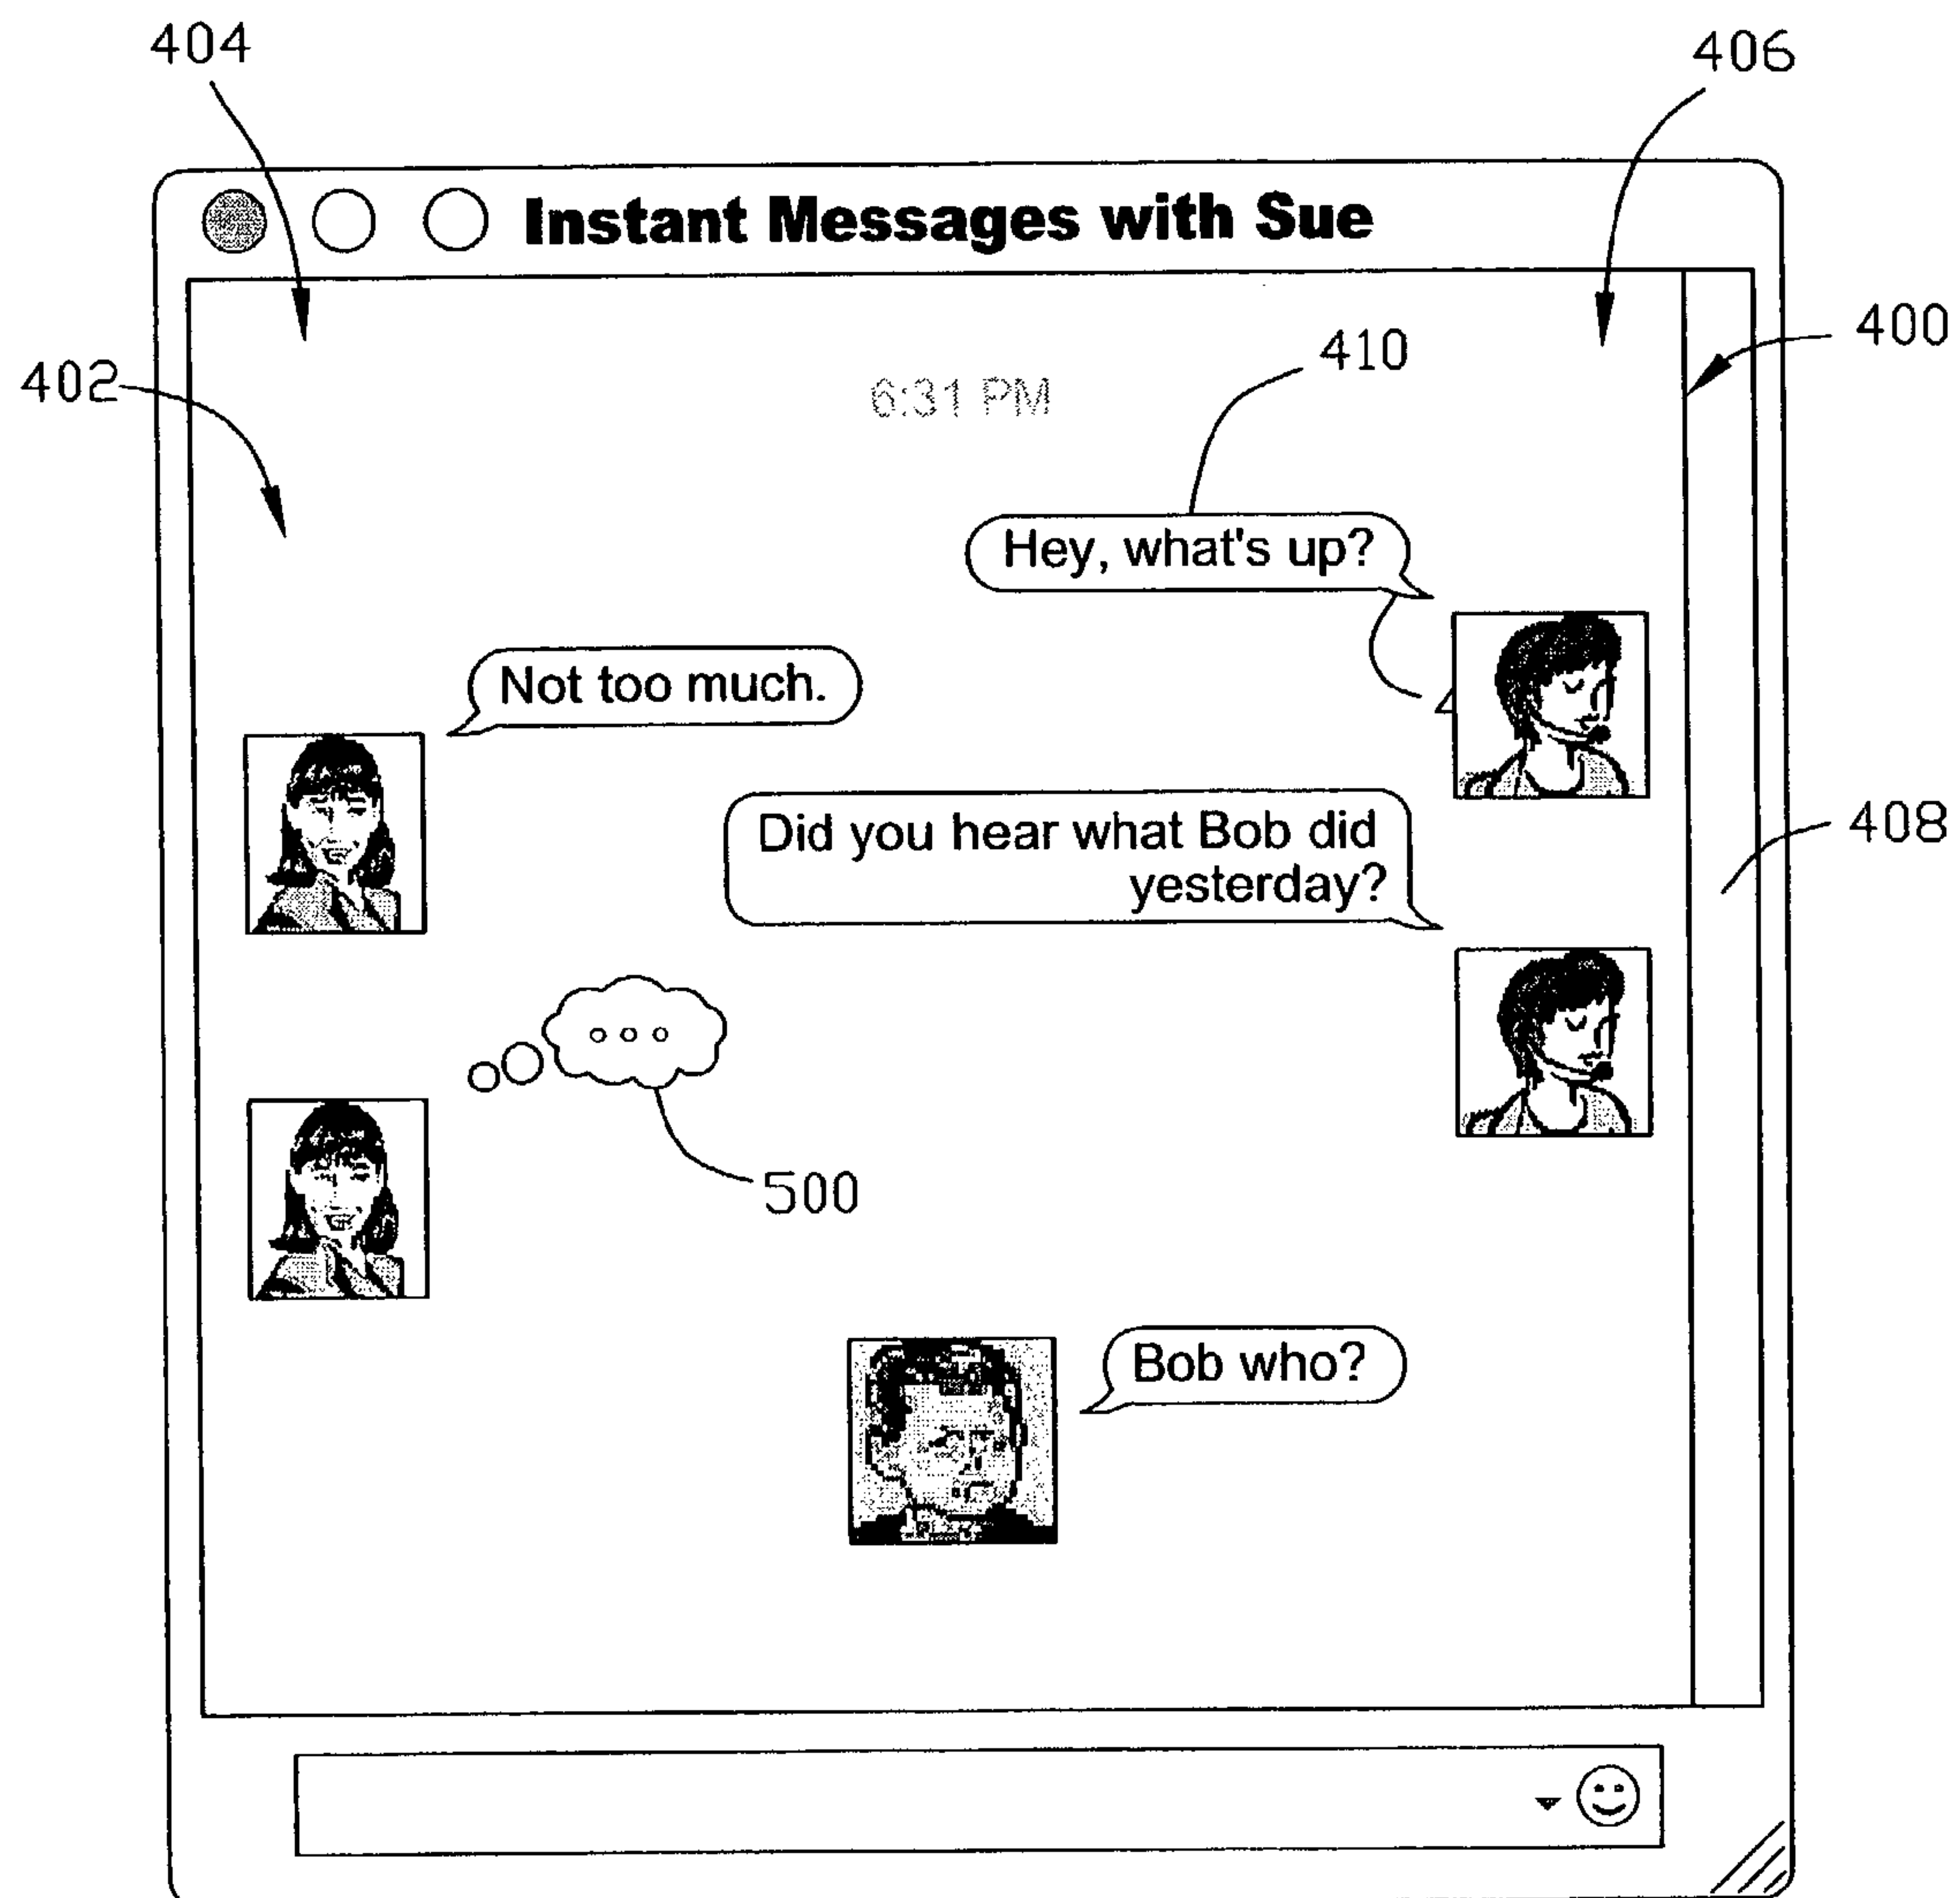 404
406
Instant Messages with Sue
400
410
402
6:31 PM
Hey, what's up?
Not too much.
4
408
Did you hear what Bob did
yesterday?
500
Bob who?